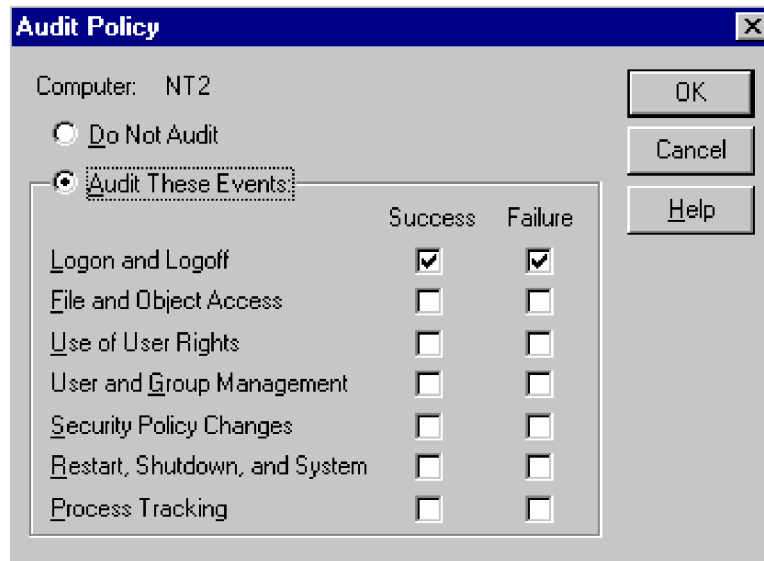 Audit Policy
Computer: NT2
OK
Do Not Audit
Cancel
Audit These Events:
Help
Success Failure
Logon and Logoff
File and Object Access
Use of User Rights
User and Group Management
Security Policy Changes
Restart, Shutdown, and System
Process Tracking